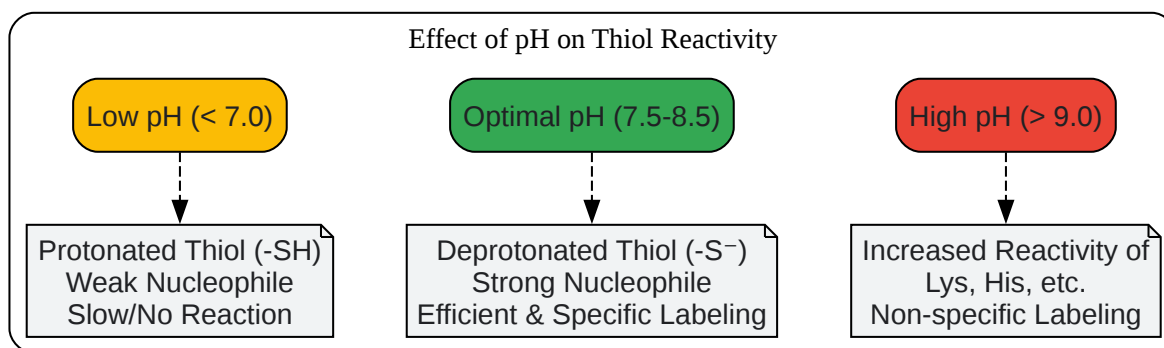 Effect of pH on Thiol Reactivity
Low pH (< 7.0)
Optimal pH (7.5-8.5)
High pH (> 9.0)
Protonated Thiol (-SH)
Weak Nucleophile
Slow/No Reaction
Deprotonated Thiol (-S⁻)
Strong Nucleophile
Efficient & Specific Labeling
Increased Reactivity of
Lys, His, etc.
Non-specific Labeling